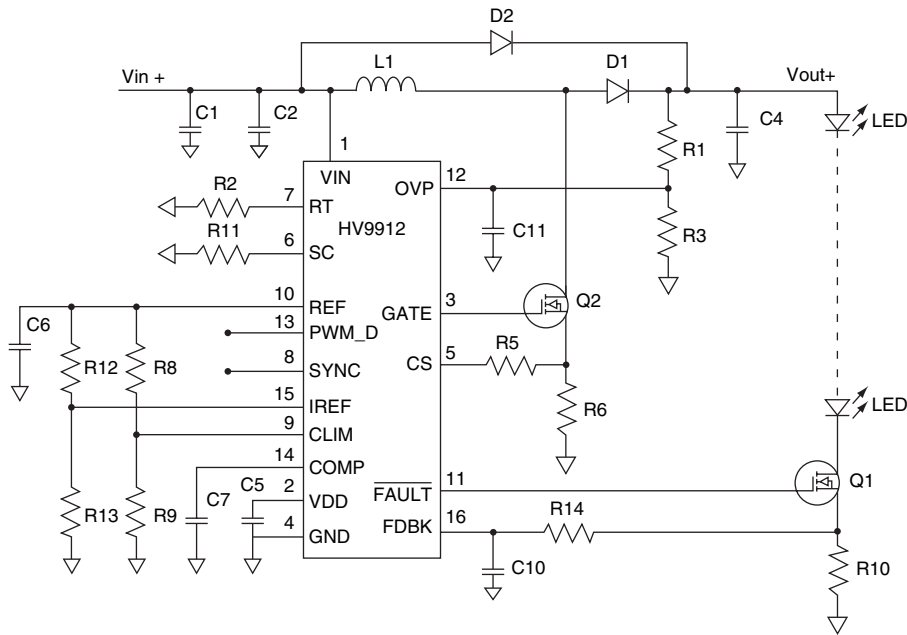 D2
L1
D1
Vin +
Vout+
C1
C2
C4
LED
1
R1
VIN
12
R2
OVP
7
RT
HV9912
R11
C11
R3
6
SC
10
REF
3
Q2
C6
13
GATE
PWM_D
R5
8
5
R12
R8
SYNC
CS
15
IREF
R6
LED
9
CLIM
14
COMP
11
Q1
C7
C5
2
FAULT
VDD
R14
R13
R9
4
16
GND
FDBK
C10
R10